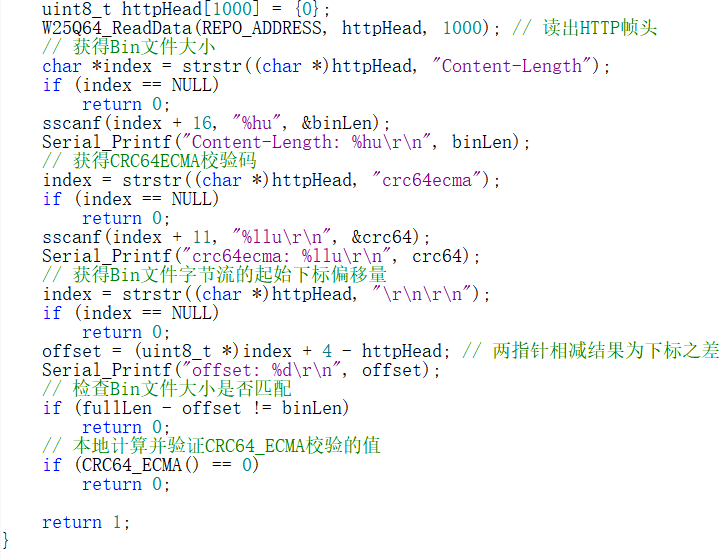 uint8_t httpHead[1000] = {0};
W25Q64_ReadData(REPO_ADDRESS, httpHead, 1000); // 读出HTTP帧头
// 获得Bin文件大小
char *index = strstr((char *)httpHead, "Content-Length");
if (index == NULL)
    return 0;
sscanf(index + 16, "%hu", &binLen);
Serial_Printf("Content-Length: %hu\r\n", binLen);
// 获得CRC64ECMA校验码
index = strstr((char *)httpHead, "crc64ecma");
if (index == NULL)
    return 0;
sscanf(index + 11, "%llu\r\n", &crc64);
Serial_Printf("crc64ecma: %llu\r\n", crc64);
// 获得Bin文件字节流的起始下标偏移量
index = strstr((char *)httpHead, "\r\n\r\n");
if (index == NULL)
    return 0;
offset = (uint8_t *)index + 4 - httpHead; // 两指针相减结果为下标之差
Serial_Printf("offset: %d\r\n", offset);
// 检查Bin文件大小是否匹配
if (fullLen - offset != binLen)
    return 0;
// 本地计算并验证CRC64_ECMA校验的值
if (CRC64_ECMA() == 0)
    return 0;

return 1;
}